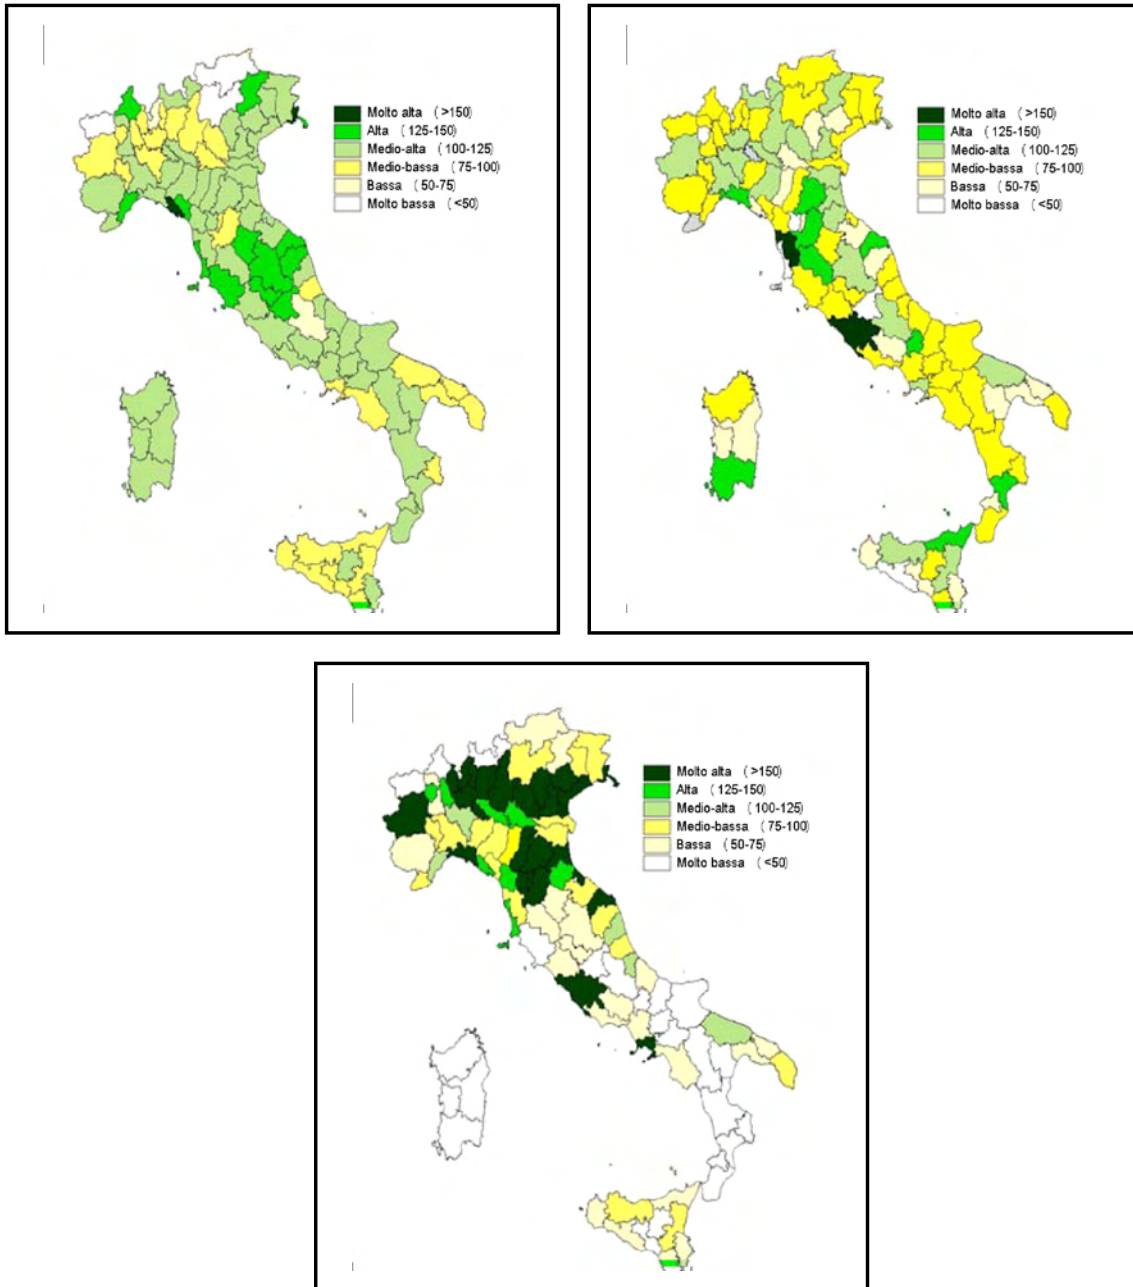 Molto alta (>150)
Alta (125-150)
Medio-alta (100-125)
Medio-bassa (75-100)
Bassa (50-75)
Molto bassa (<50)
Molto alta (>150)
Alta (125-150)
Medio-alta (100-125)
Medio-bassa (75-100)
Bassa (50-75)
Molto bassa (<50)
Molto alta (>150)
Alta (125-150)
Medio-alta (100-125)
Medio-bassa (75-100)
Bassa (50-75)
Molto bassa (<50)